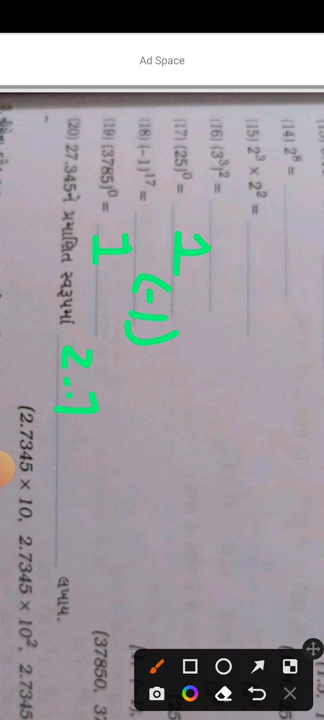 Ad Space
(14) 2⁸ =
(15) 2³ × 2² =
(16) (3³)² =
(17) (25)⁰ = 1
(18) (-1)¹⁷ = (-1)
(19) (3785)⁰ = 1
(37850, 37
(20) 27.345ને પ્રમાણિત સ્વરૂપમાં 2.7 લખાય.
(2.7345 × 10, 2.7345 × 10², 2.7345